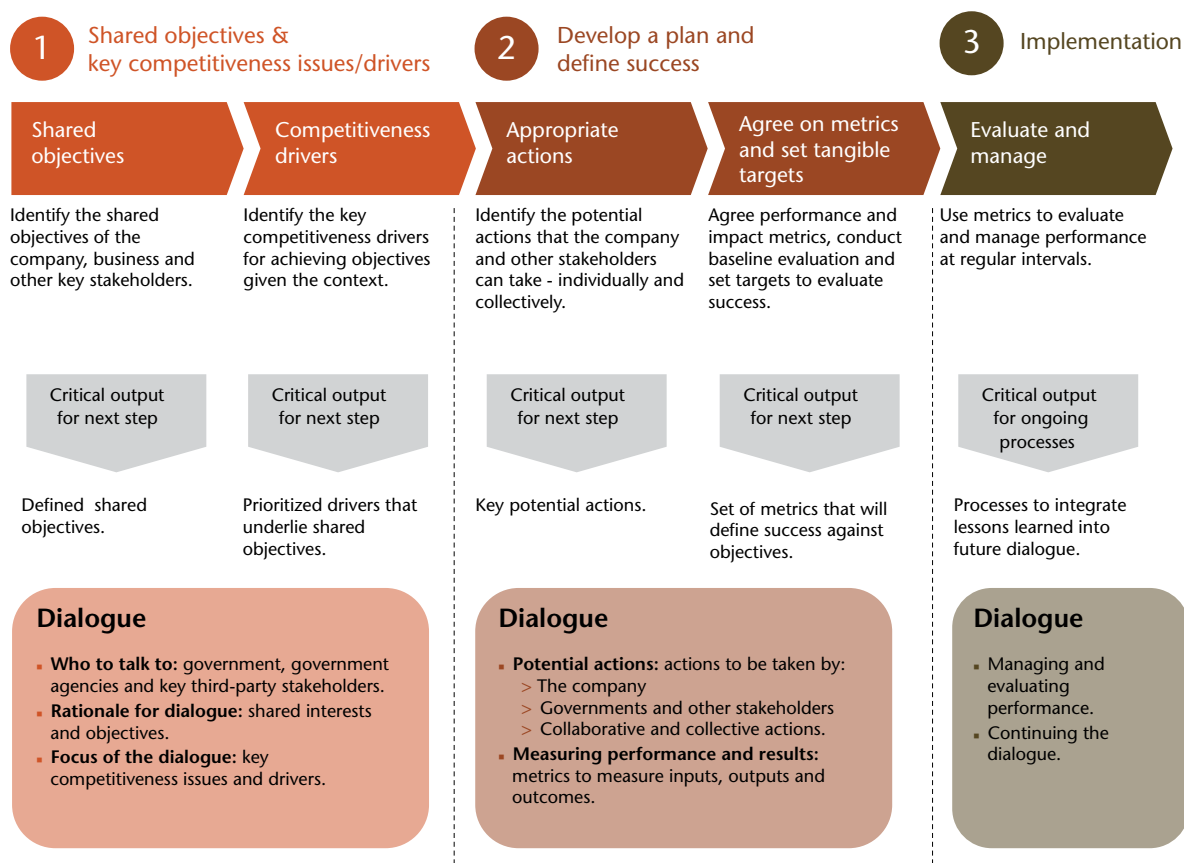 1
Shared objectives &
key competitiveness issues/drivers
2
Develop a plan and
define success
3
Implementation
Shared
objectives
Competitiveness
drivers
Appropriate
actions
Agree on metrics
and set tangible
targets
Evaluate and
manage
Identify the shared
objectives of the
company, business and
other key stakeholders.
Identify the key
competitiveness drivers
for achieving objectives
given the context.
Identify the potential
actions that the company
and other stakeholders
can take - individually and
collectively.
Agree performance and
impact metrics, conduct
baseline evaluation and
set targets to evaluate
success.
Use metrics to evaluate
and manage performance
at regular intervals.
Critical output
for next step
Critical output
for next step
Critical output
for next step
Critical output
for next step
Critical output
for ongoing
processes
Defined shared
objectives.
Prioritized drivers that
underlie shared
objectives.
Key potential actions.
Set of metrics that will
define success against
objectives.
Processes to integrate
lessons learned into
future dialogue.
Dialogue
▪ Who to talk to: government, government
agencies and key third-party stakeholders.
▪ Rationale for dialogue: shared interests
and objectives.
▪ Focus of the dialogue: key
competitiveness issues and drivers.
Dialogue
▪ Potential actions: actions to be taken by:
> The company
> Governments and other stakeholders
> Collaborative and collective actions.
▪ Measuring performance and results:
metrics to measure inputs, outputs and
outcomes.
Dialogue
▪ Managing and
evaluating
performance.
▪ Continuing the
dialogue.